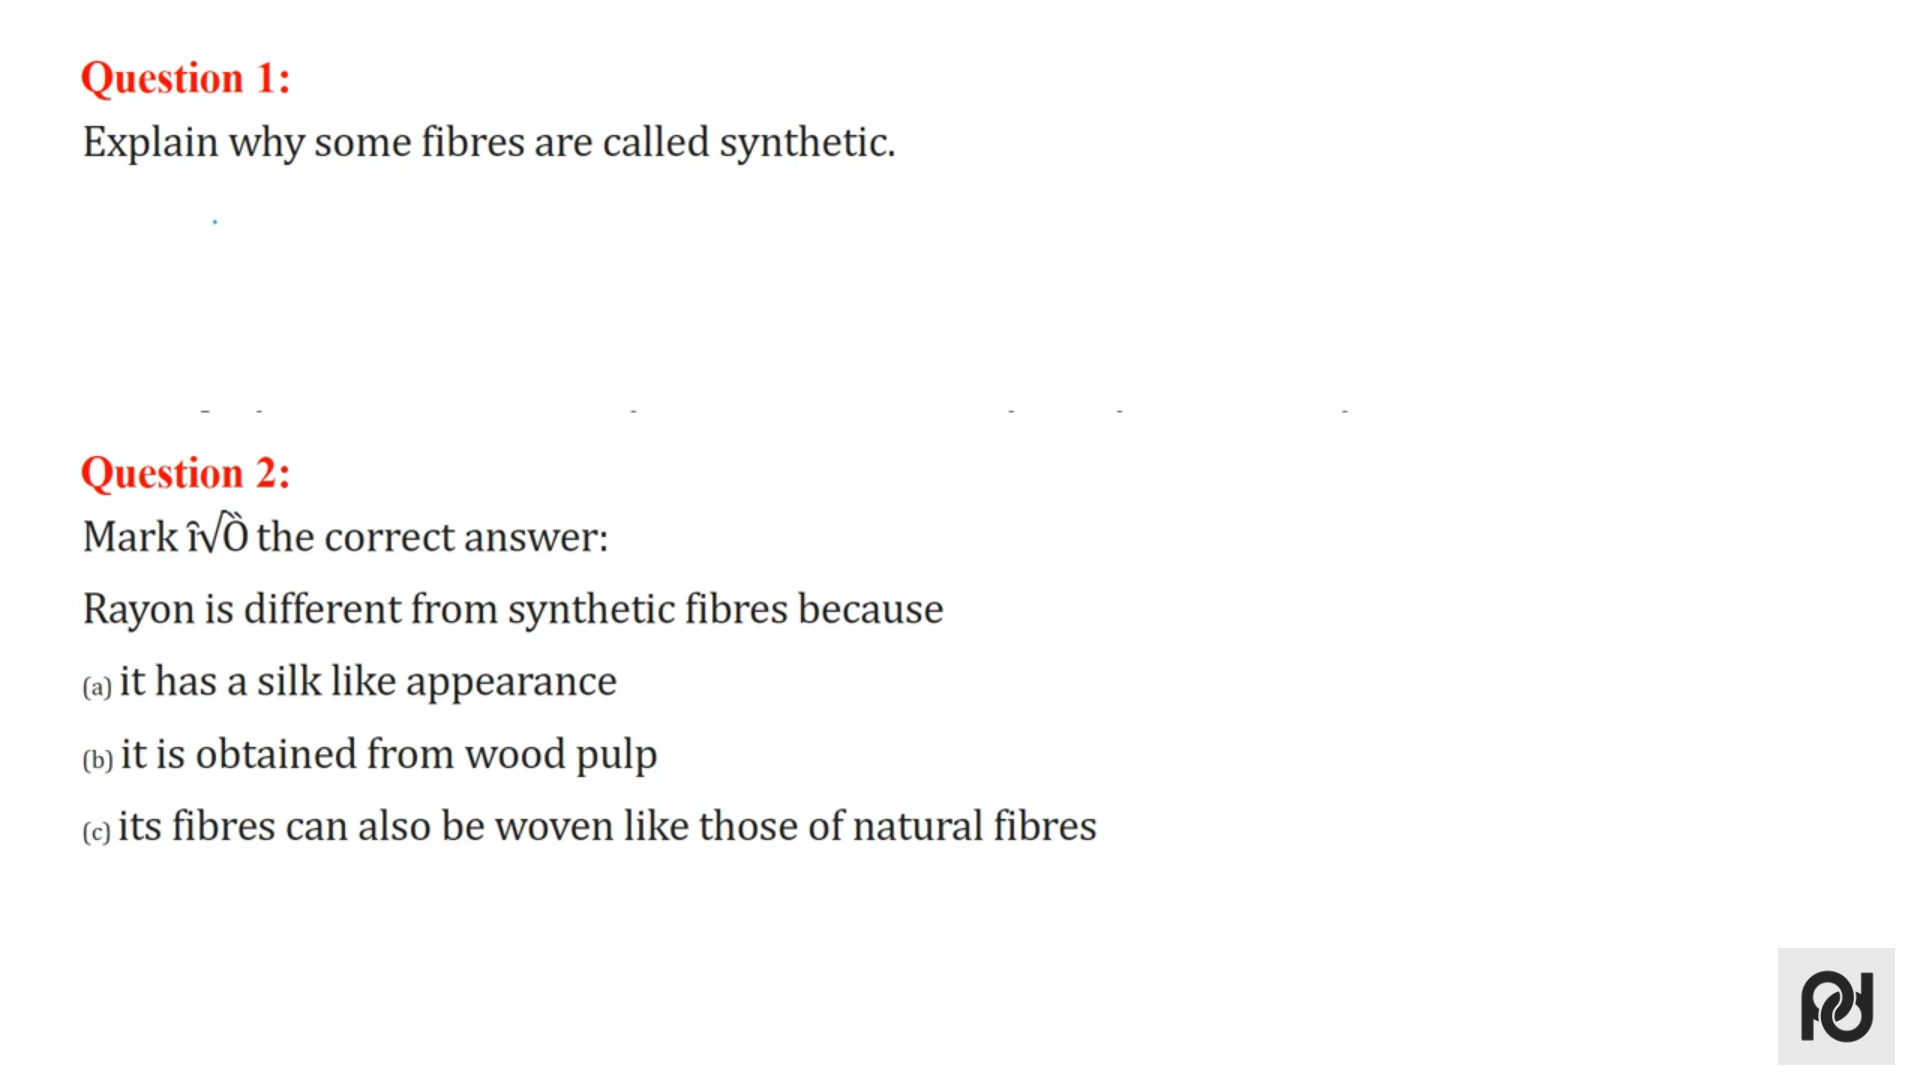 Question 1:
Explain why some fibres are called synthetic.
Question 2:
Mark î√Ȍ the correct answer:
Rayon is different from synthetic fibres because
(a) it has a silk like appearance
(b) it is obtained from wood pulp
(c) its fibres can also be woven like those of natural fibres